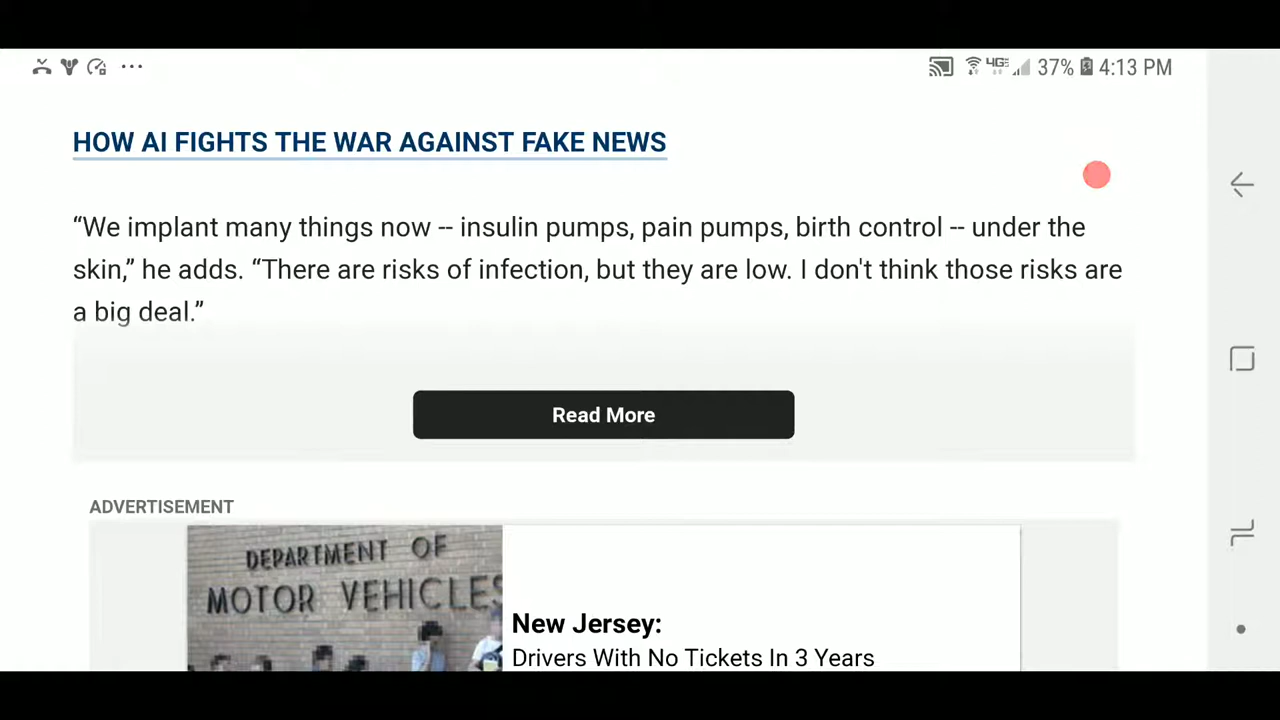 37% 4:13 PM
HOW AI FIGHTS THE WAR AGAINST FAKE NEWS
“We implant many things now -- insulin pumps, pain pumps, birth control -- under the
skin,” he adds. “There are risks of infection, but they are low. I don't think those risks are
a big deal.”
Read More
ADVERTISEMENT
DEPARTMENT OF
MOTOR VEHICLES
New Jersey:
Drivers With No Tickets In 3 Years